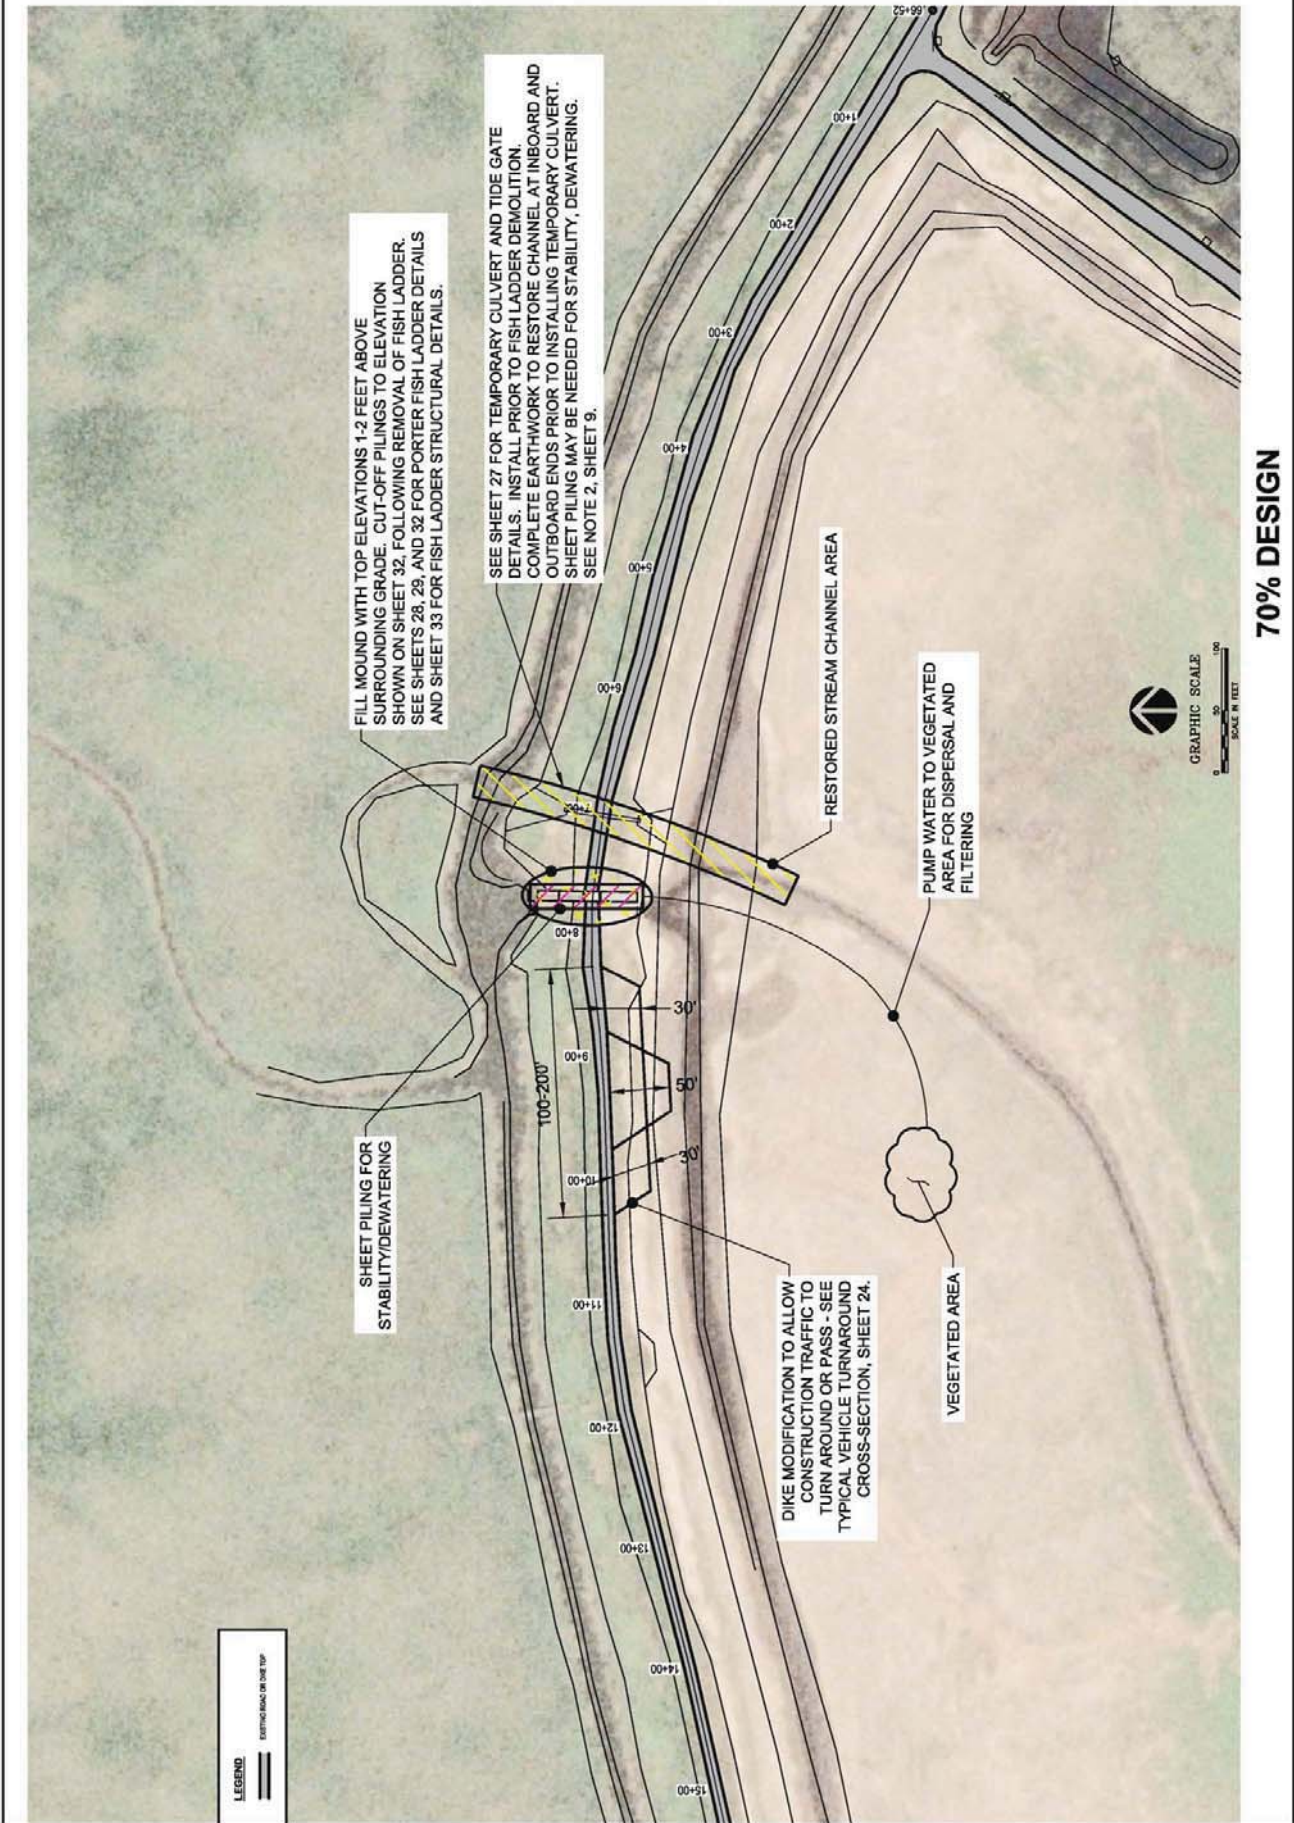 FILL MOUND WITH TOP ELEVATIONS 1-2 FEET ABOVE
SURROUNDING GRADE. CUT-OFF PILINGS TO ELEVATION
SHOWN ON SHEET 32, FOLLOWING REMOVAL OF FISH LADDER.
SEE SHEETS 28, 29, AND 32 FOR PORTER FISH LADDER DETAILS
AND SHEET 33 FOR FISH LADDER STRUCTURAL DETAILS.
SEE SHEET 27 FOR TEMPORARY CULVERT AND TIDE GATE
DETAILS. INSTALL PRIOR TO FISH LADDER DEMOLITION.
COMPLETE EARTHWORK TO RESTORE CHANNEL AT INBOARD AND
OUTBOARD ENDS PRIOR TO INSTALLING TEMPORARY CULVERT.
SHEET PILING MAY BE NEEDED FOR STABILITY, DEWATERING.
SEE NOTE 2, SHEET 9.
SHEET PILING FOR
STABILITY/DEWATERING
LEGEND
EXISTING ROAD OR DIKE TOP
15+00
14+00
13+00
12+00
11+00
10+00
9+00
8+00
7+00
6+00
5+00
4+00
3+00
2+00
1+00
66+52
100-200'
30'
50'
30'
DIKE MODIFICATION TO ALLOW
CONSTRUCTION TRAFFIC TO
TURN AROUND OR PASS - SEE
TYPICAL VEHICLE TURNAROUND
CROSS-SECTION, SHEET 24.
VEGETATED AREA
RESTORED STREAM CHANNEL AREA
PUMP WATER TO VEGETATED
AREA FOR DISPERSAL AND
FILTERING
GRAPHIC SCALE
0 50 100
SCALE IN FEET
70% DESIGN